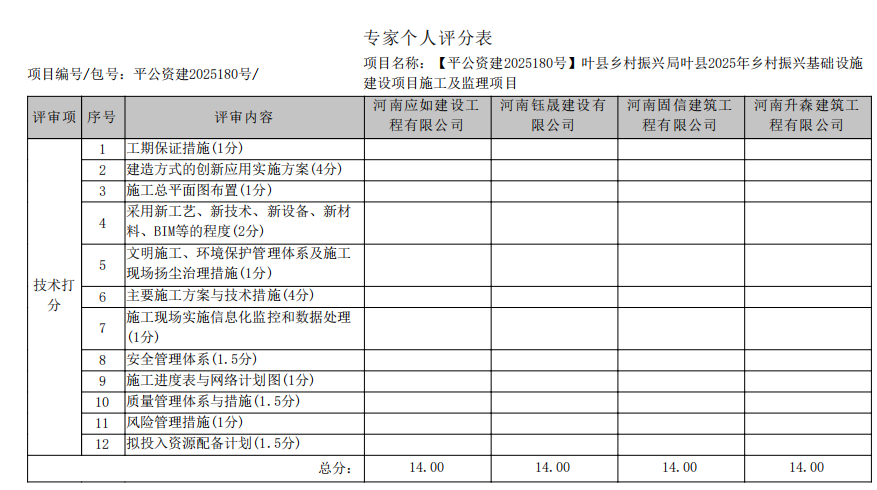 专家个人评分表
项目编号/包号: 平公资建2025180号/
项目名称: 【平公资建2025180号】叶县乡村振兴局叶县2025年乡村振兴基础设施
建设项目施工及监理项目
评审项 序号 评审内容 河南应如建设工程有限公司 河南钰晟建设有限公司 河南固信建筑工程有限公司 河南升森建筑工程有限公司
技术打分
1 工期保证措施(1分)
2 建造方式的创新应用实施方案(4分)
3 施工总平面图布置(1分)
4 采用新工艺、新技术、新设备、新材
料、BIM等的程度(2分)
5 文明施工、环境保护管理体系及施工
现场扬尘治理措施(1分)
6 主要施工方案与技术措施(4分)
7 施工现场实施信息化监控和数据处理
(1分)
8 安全管理体系(1.5分)
9 施工进度表与网络计划图(1分)
10 质量管理体系与措施(1.5分)
11 风险管理措施(1分)
12 拟投入资源配备计划(1.5分)
总分: 14.00 14.00 14.00 14.00